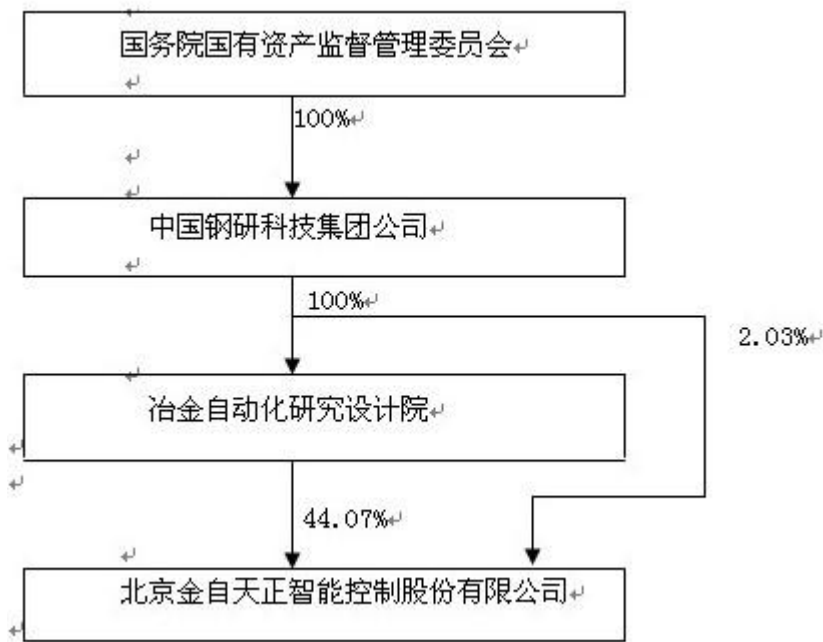 国务院国有资产监督管理委员会
100%
中国钢研科技集团公司
100%
2.03%
冶金自动化研究设计院
44.07%
北京金自天正智能控制股份有限公司